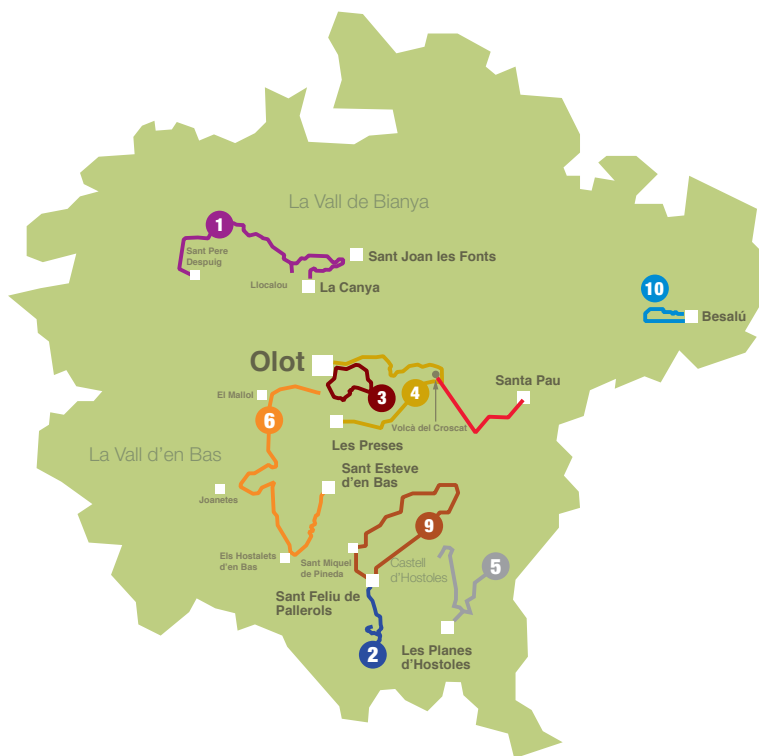 La Vall de Bianya
1
Sant Pere
Despuig
Sant Joan les Fonts
Llocalou
La Canya
10
Besalú
Olot
El Mallol
3
4
Santa Pau
6
Volcà del Croscat
Les Preses
La Vall d'en Bas
Sant Esteve
d'en Bas
Joanetes
9
Els Hostalets
d'en Bas
Sant Miquel
de Pineda
Castell
d'Hostoles
5
Sant Feliu de
Pallerols
2
Les Planes
d'Hostoles